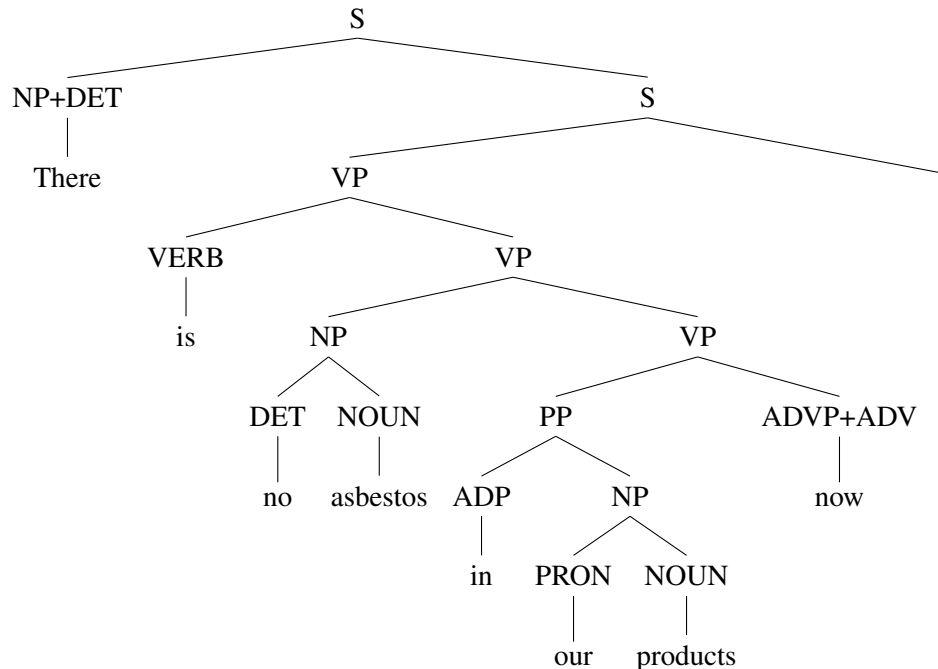 S
NP+DET S
There VP
VERB VP
is NP VP
DET NOUN PP ADVP+ADV
no asbestos ADP NP now
in PRON NOUN
our products